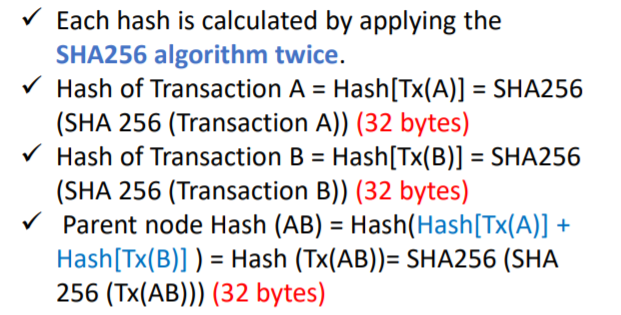 ✓ Each hash is calculated by applying the
SHA256 algorithm twice.
✓ Hash of Transaction A = Hash[Tx(A)] = SHA256
(SHA 256 (Transaction A)) (32 bytes)
✓ Hash of Transaction B = Hash[Tx(B)] = SHA256
(SHA 256 (Transaction B)) (32 bytes)
✓ Parent node Hash (AB) = Hash(Hash[Tx(A)] +
Hash[Tx(B)] ) = Hash (Tx(AB))= SHA256 (SHA
256 (Tx(AB))) (32 bytes)